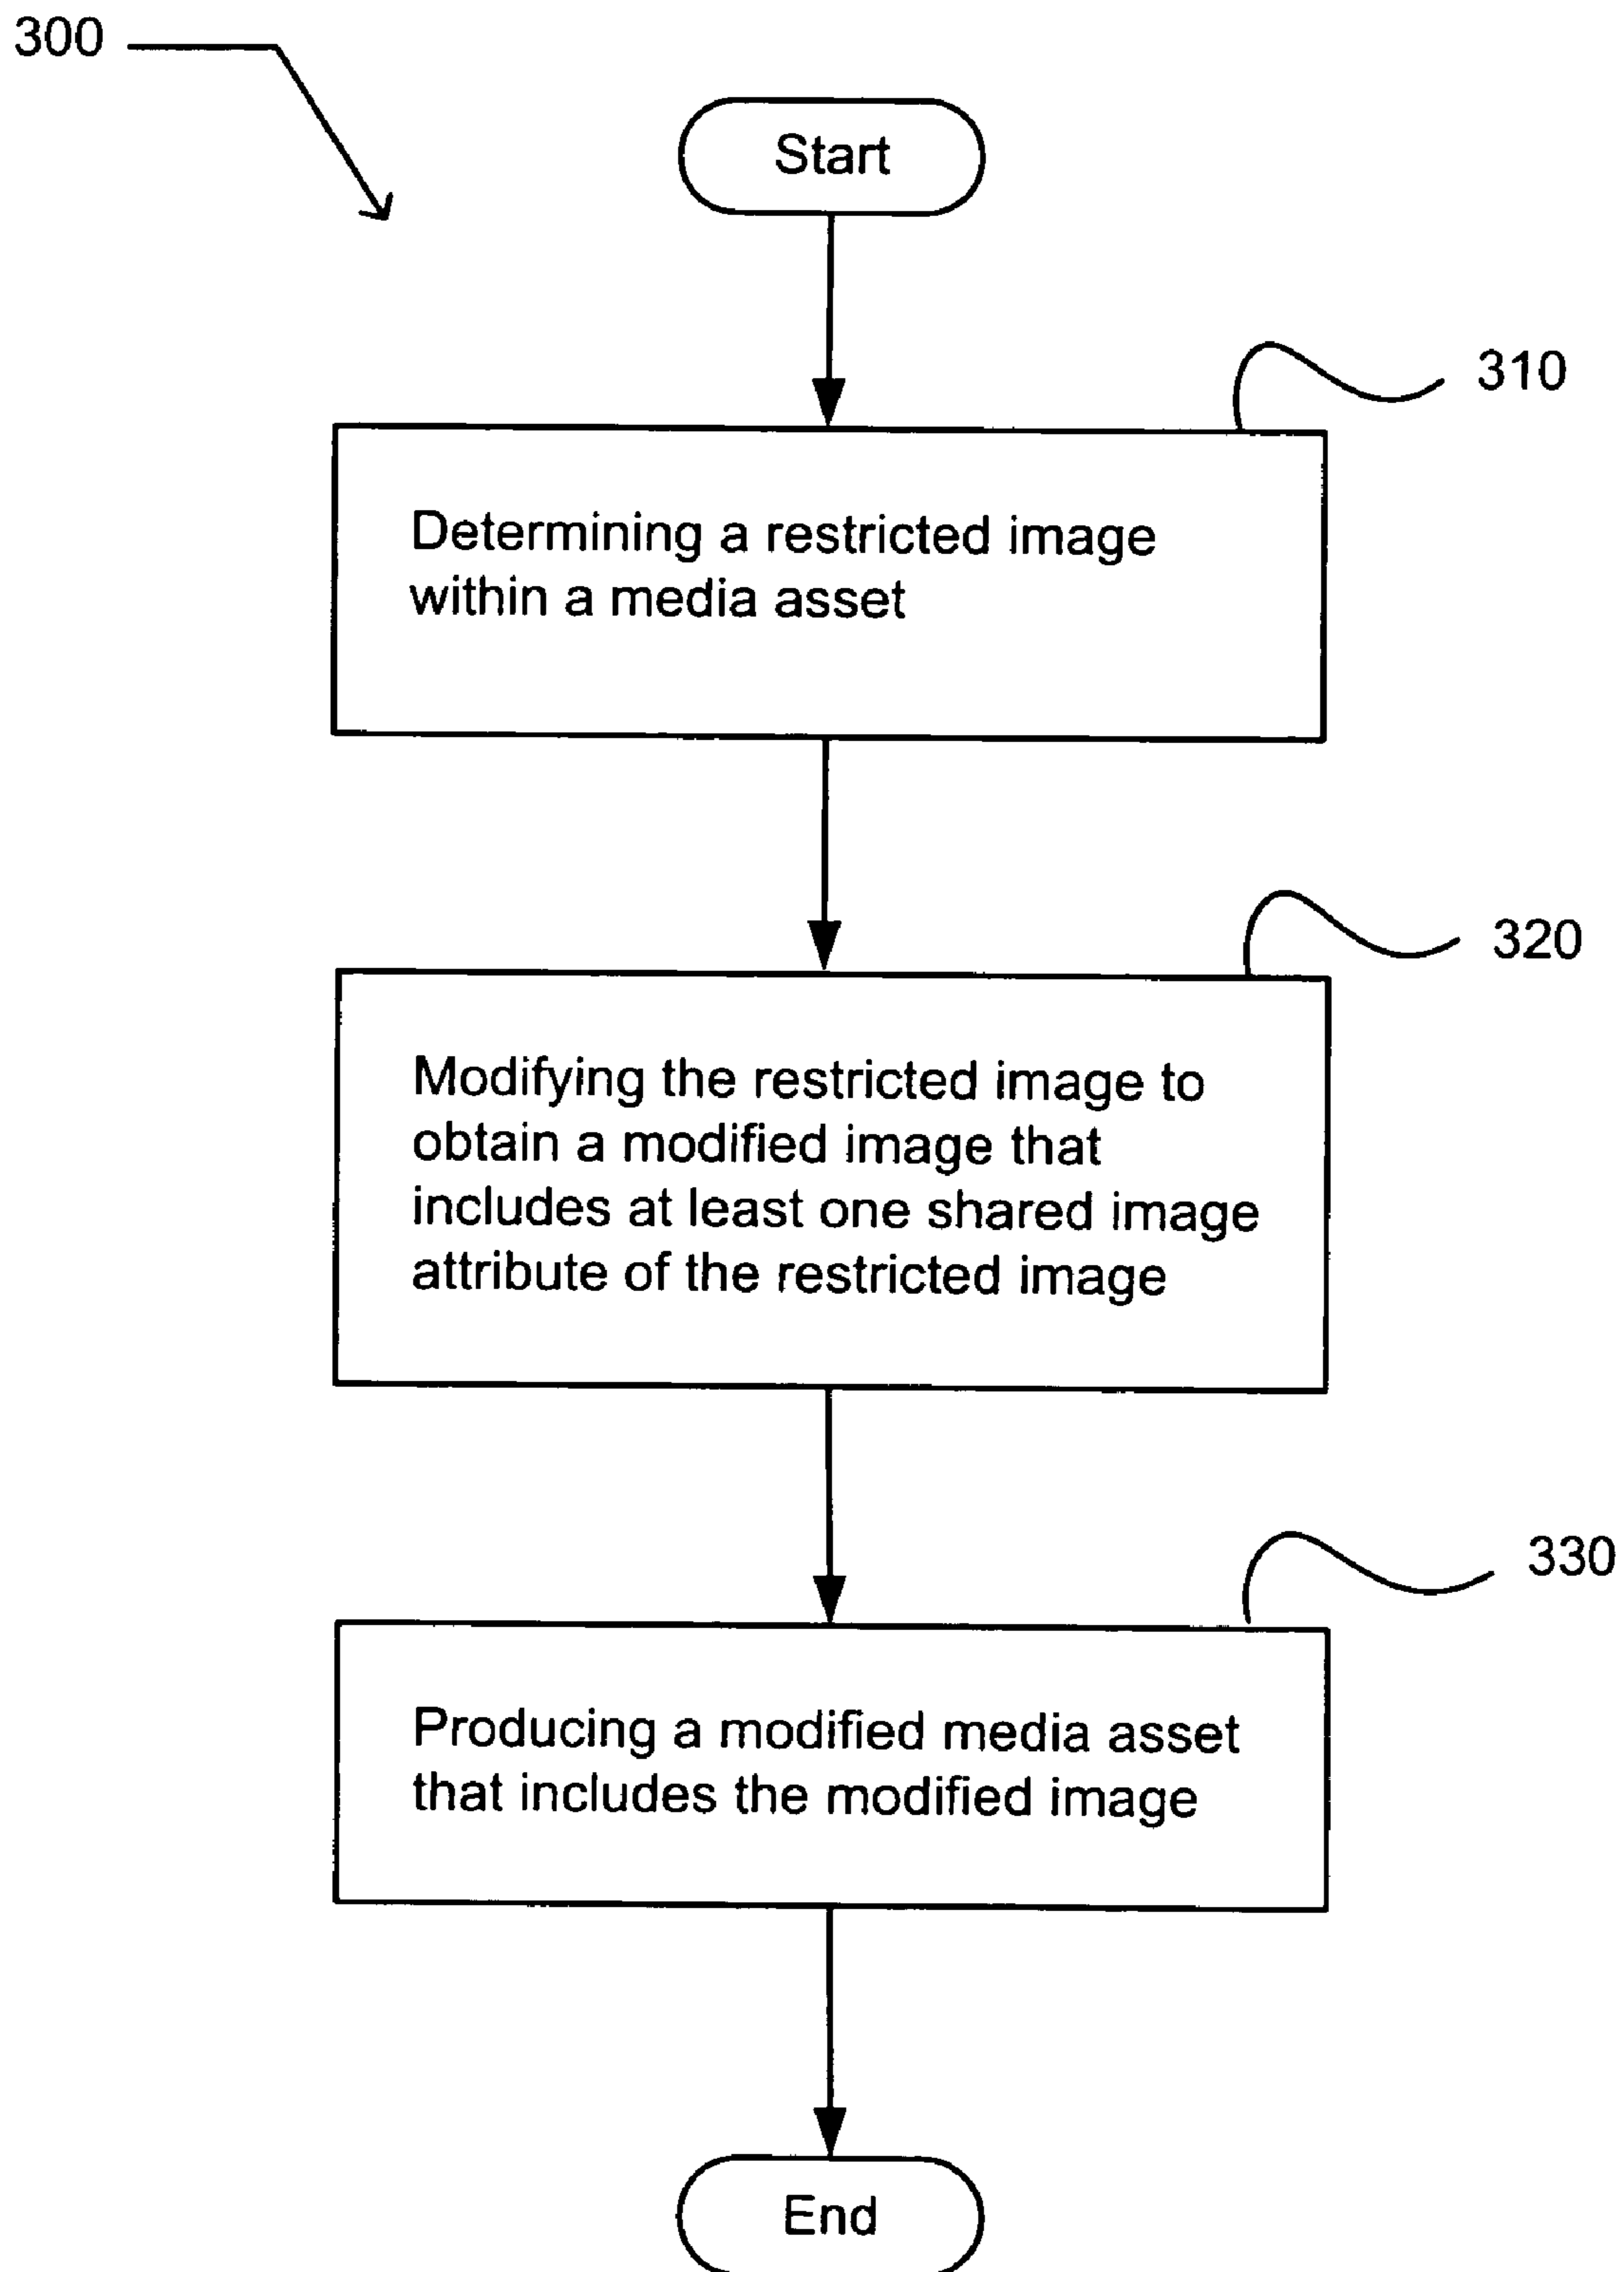 300
Start
310
Determining a restricted image
within a media asset
320
Modifying the restricted image to
obtain a modified image that
includes at least one shared image
attribute of the restricted image
330
Producing a modified media asset
that includes the modified image
End